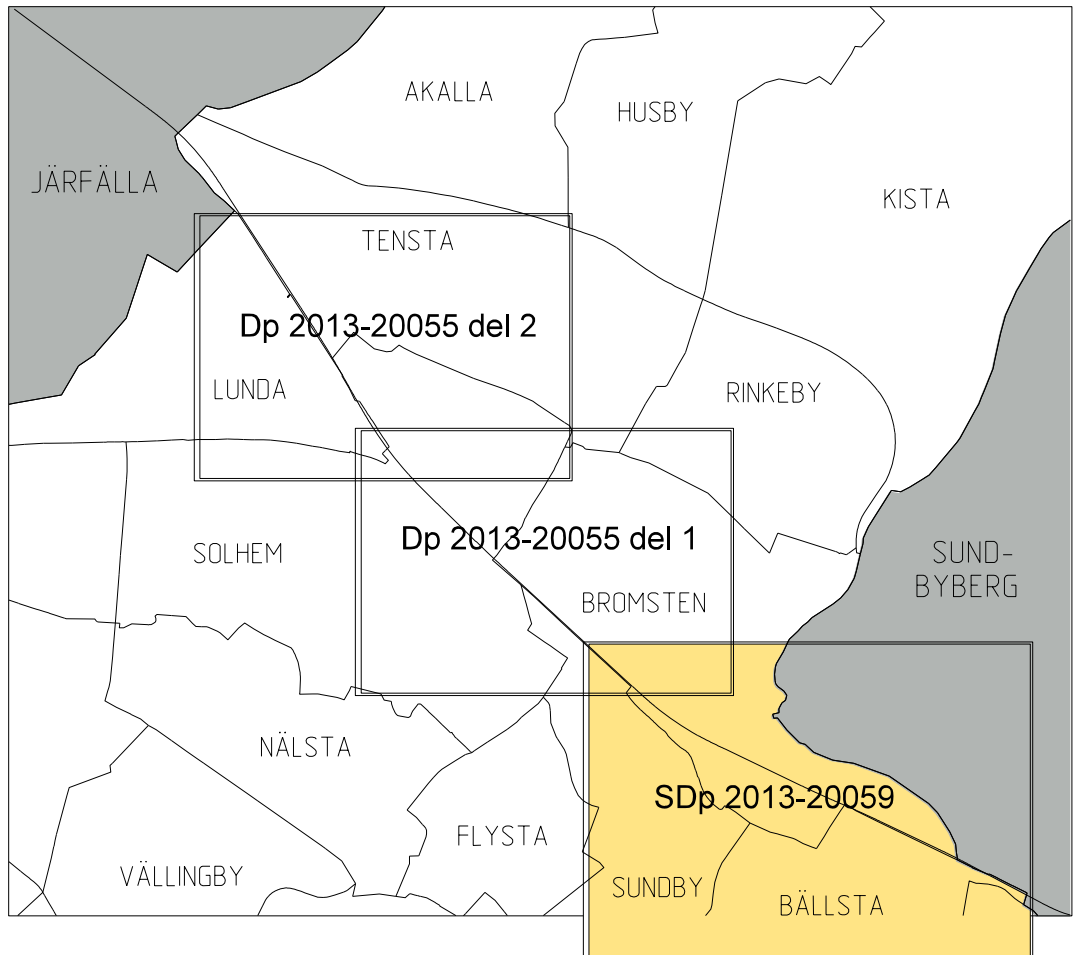 AKALLA
HUSBY
JÄRFÄLLA
KISTA
TENSTA
Dp 2013-20055 del 2
LUNDA
RINKEBY
Dp 2013-20055 del 1
SOLHEM
SUND-
BYBERG
BROMSTEN
NÄLSTA
SDp 2013-20059
FLYSTA
VÄLLINGBY
SUNDBY
BÄLLSTA